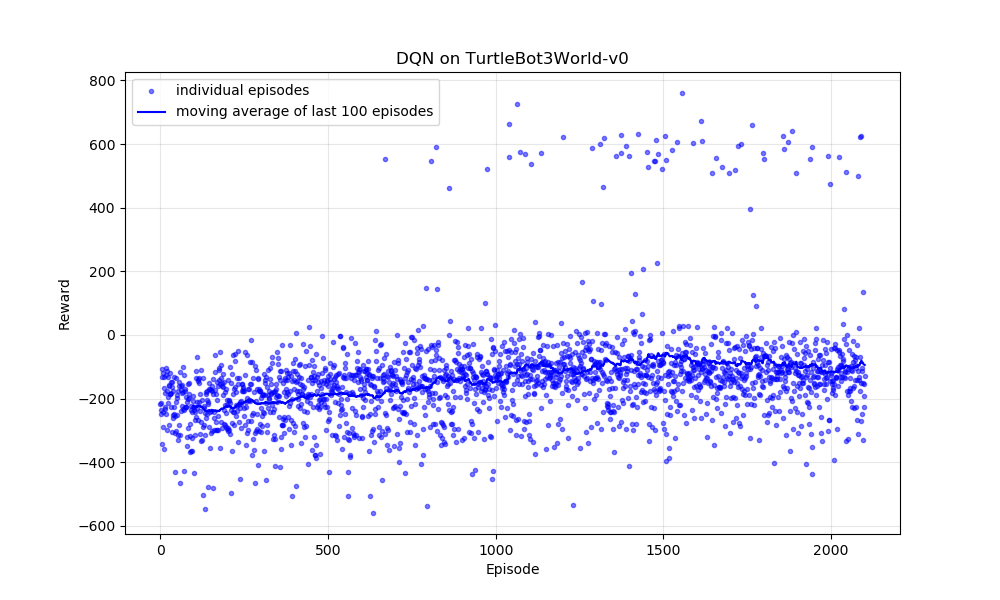 DQN on TurtleBot3World-v0
individual episodes
moving average of last 100 episodes
800
600
400
200
0
−200
−400
−600
Reward
0 500 1000 1500 2000
Episode